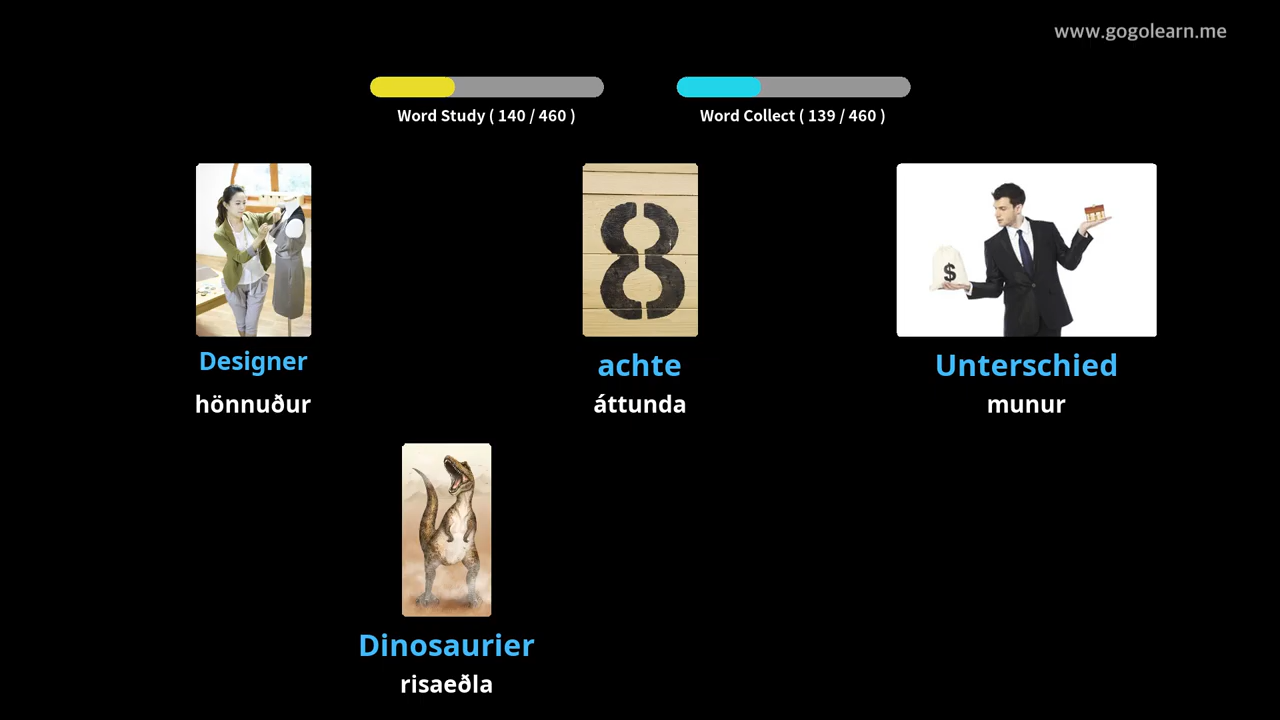 www.gogolearn.me
Word Study ( 140 / 460 )
Word Collect ( 139 / 460 )
$
8
Designer
achte
Unterschied
hönnuður
áttunda
munur
Dinosaurier
risaeðla